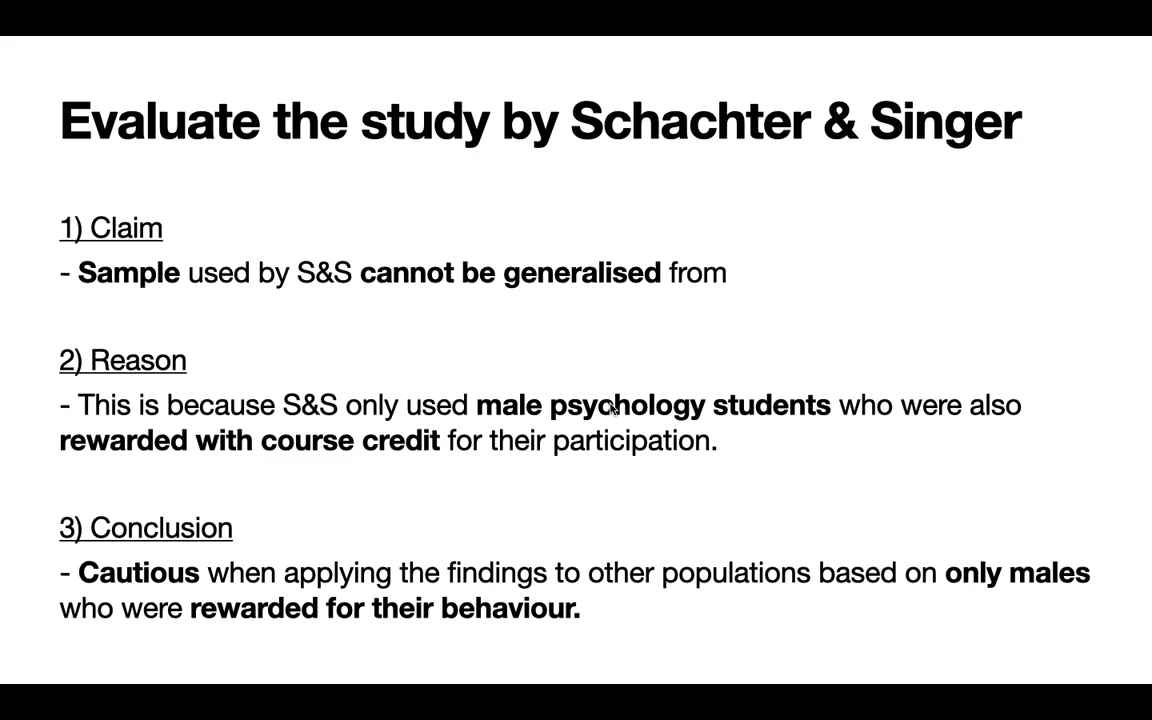 Evaluate the study by Schachter & Singer
1) Claim
- Sample used by S&S cannot be generalised from
2) Reason
- This is because S&S only used male psychology students who were also
rewarded with course credit for their participation.
3) Conclusion
- Cautious when applying the findings to other populations based on only males
who were rewarded for their behaviour.